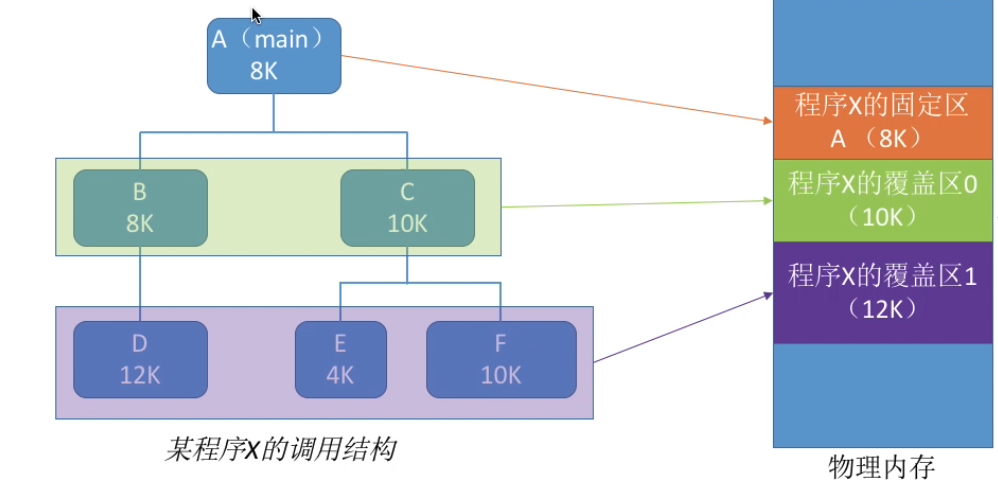 A（main）
8K
B
8K
C
10K
D
12K
E
4K
F
10K
某程序X的调用结构
程序X的固定区
A （8K）
程序X的覆盖区0
（10K）
程序X的覆盖区1
（12K）
物理内存